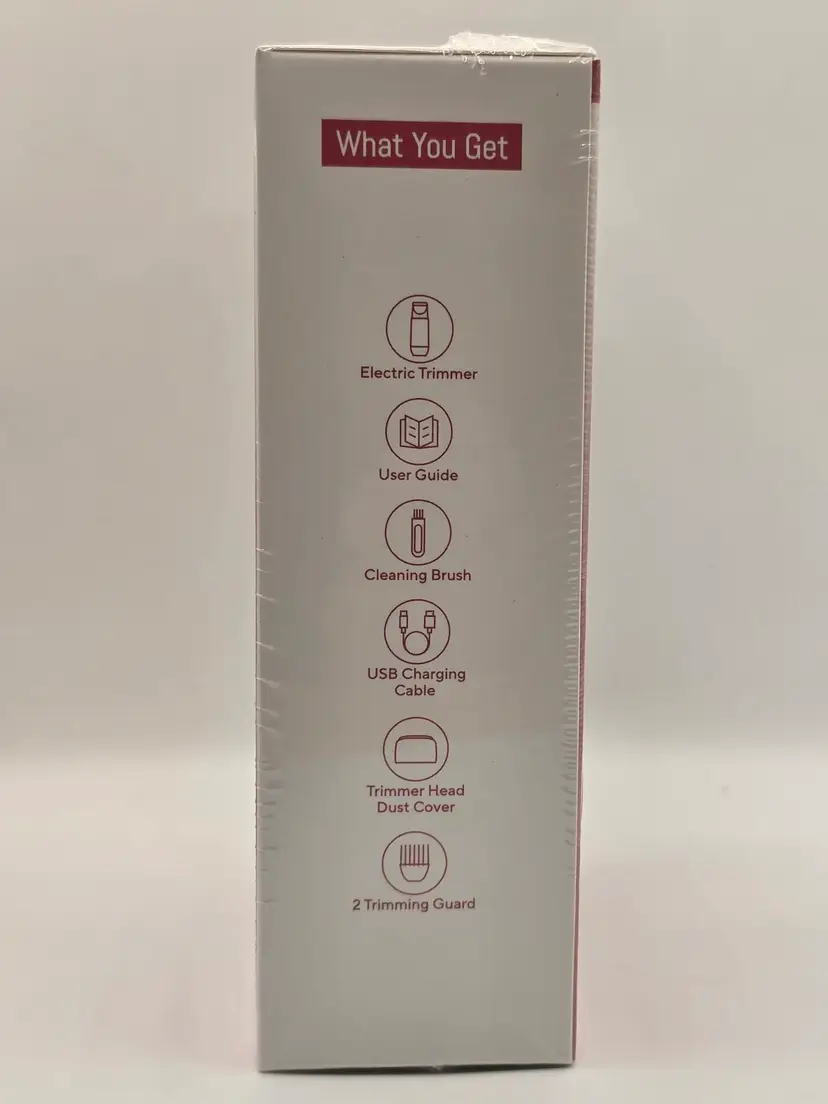 What You Get
Electric Trimmer
User Guide
Cleaning Brush
USB Charging
Cable
Trimmer Head
Dust Cover
2 Trimming Guard